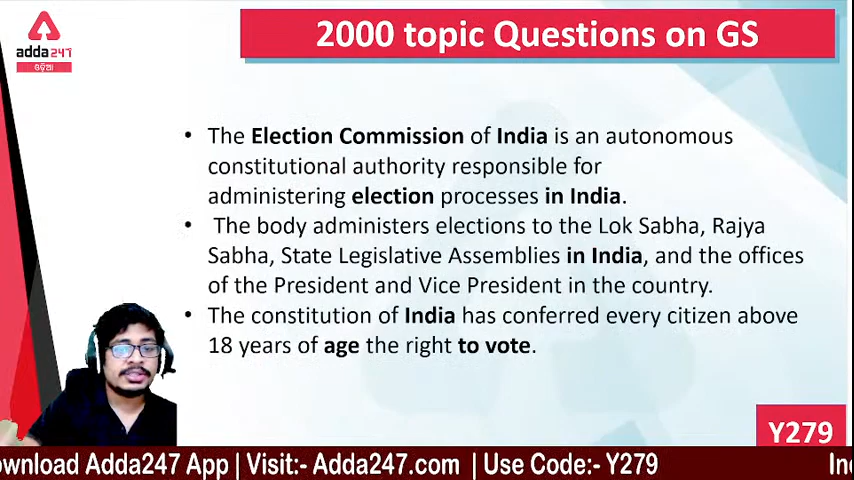 2000 topic Questions on GS
adda247
ଓଡ଼ିଆ
• The Election Commission of India is an autonomous
constitutional authority responsible for
administering election processes in India.
• The body administers elections to the Lok Sabha, Rajya
Sabha, State Legislative Assemblies in India, and the offices
of the President and Vice President in the country.
• The constitution of India has conferred every citizen above
18 years of age the right to vote.
Y279
ownload Adda247 App | Visit:- Adda247.com | Use Code:- Y279